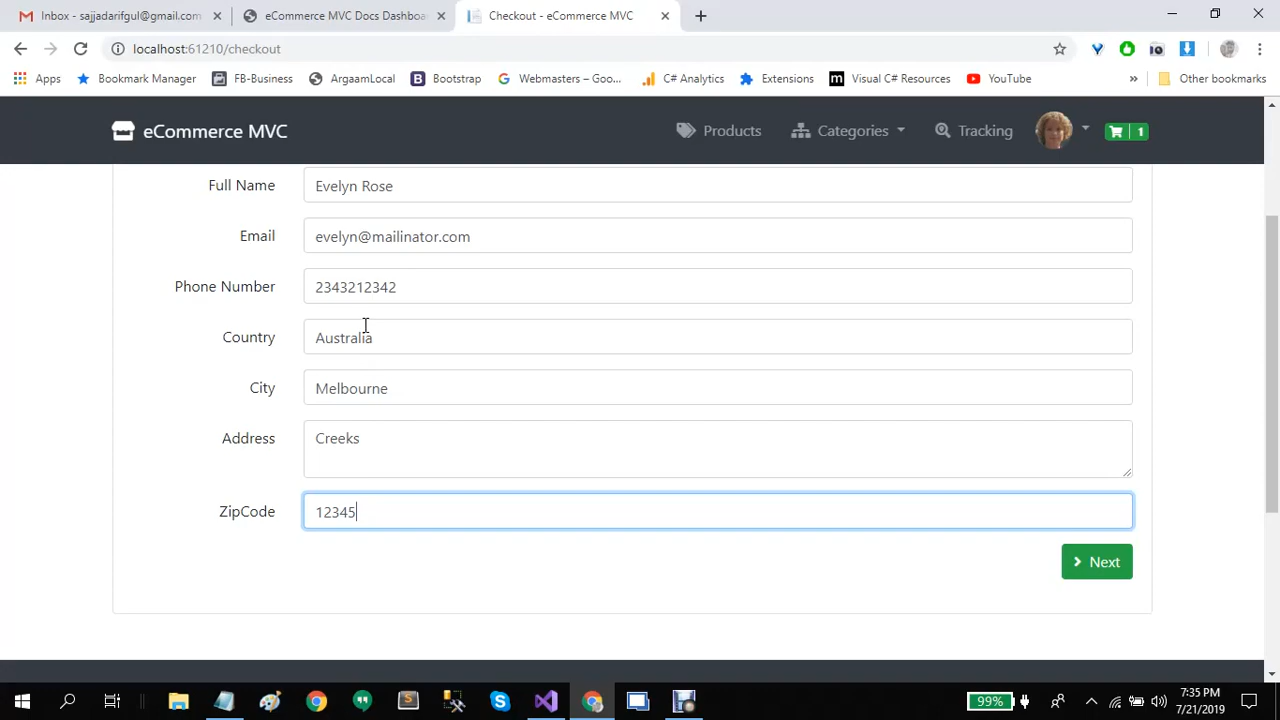 Inbox - sajjadarifgul@gmail.com
eCommerce MVC Docs Dashboa
Checkout - eCommerce MVC
localhost:61210/checkout
Apps
Bookmark Manager
FB-Business
ArgaamLocal
Bootstrap
Webmasters – Goo...
C# Analytics
Extensions
Visual C# Resources
YouTube
»
Other bookmarks
eCommerce MVC
Products
Categories
Tracking
1
Full Name
Evelyn Rose
Email
evelyn@mailinator.com
Phone Number
2343212342
Country
Australia
City
Melbourne
Address
Creeks
ZipCode
12345
Next
99%
7:35 PM
7/21/2019